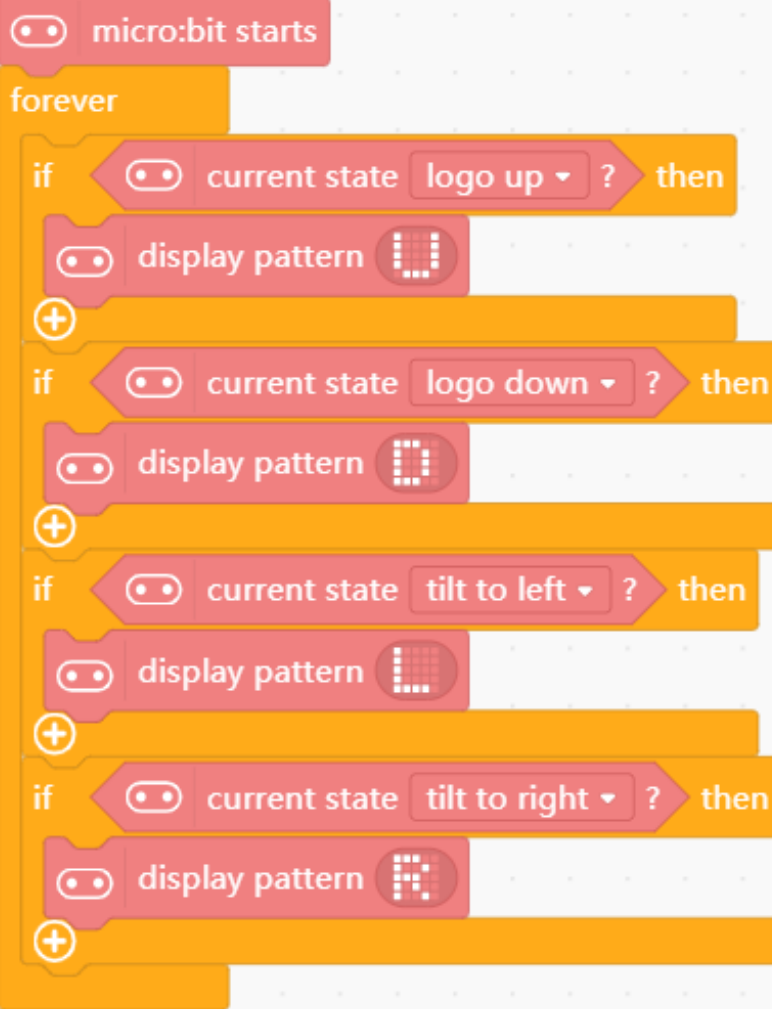 micro:bit starts
forever
if current state logo up ? then
display pattern U
if current state logo down ? then
display pattern D
if current state tilt to left ? then
display pattern L
if current state tilt to right ? then
display pattern R